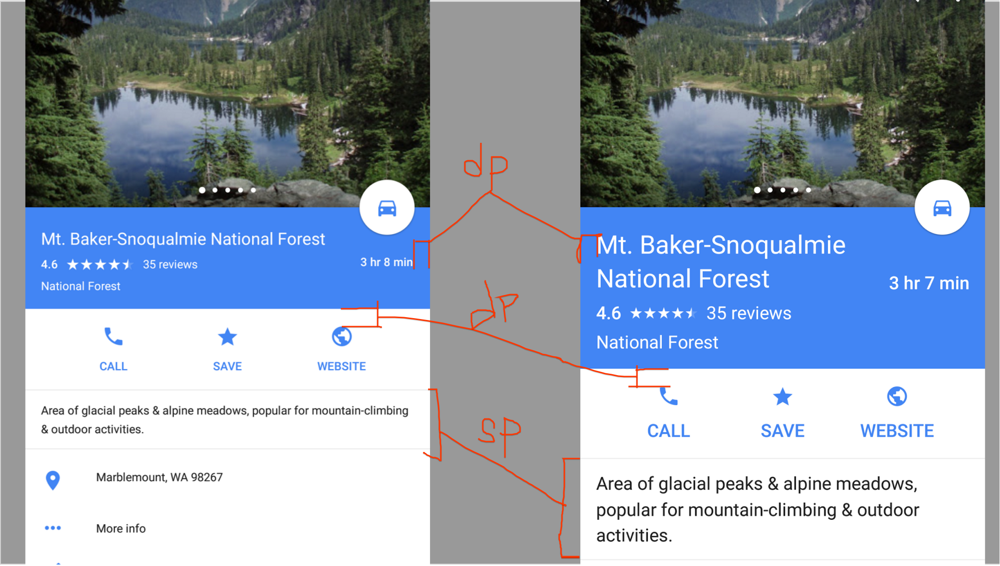 Mt. Baker-Snoqualmie National Forest
4.6 35 reviews
3 hr 8 min
National Forest
CALL SAVE WEBSITE
Area of glacial peaks & alpine meadows, popular for mountain-climbing
& outdoor activities.
Marblemount, WA 98267
More info
dp
dp
sp
Mt. Baker-Snoqualmie
National Forest
3 hr 7 min
4.6 35 reviews
National Forest
CALL SAVE WEBSITE
Area of glacial peaks & alpine meadows,
popular for mountain-climbing & outdoor
activities.